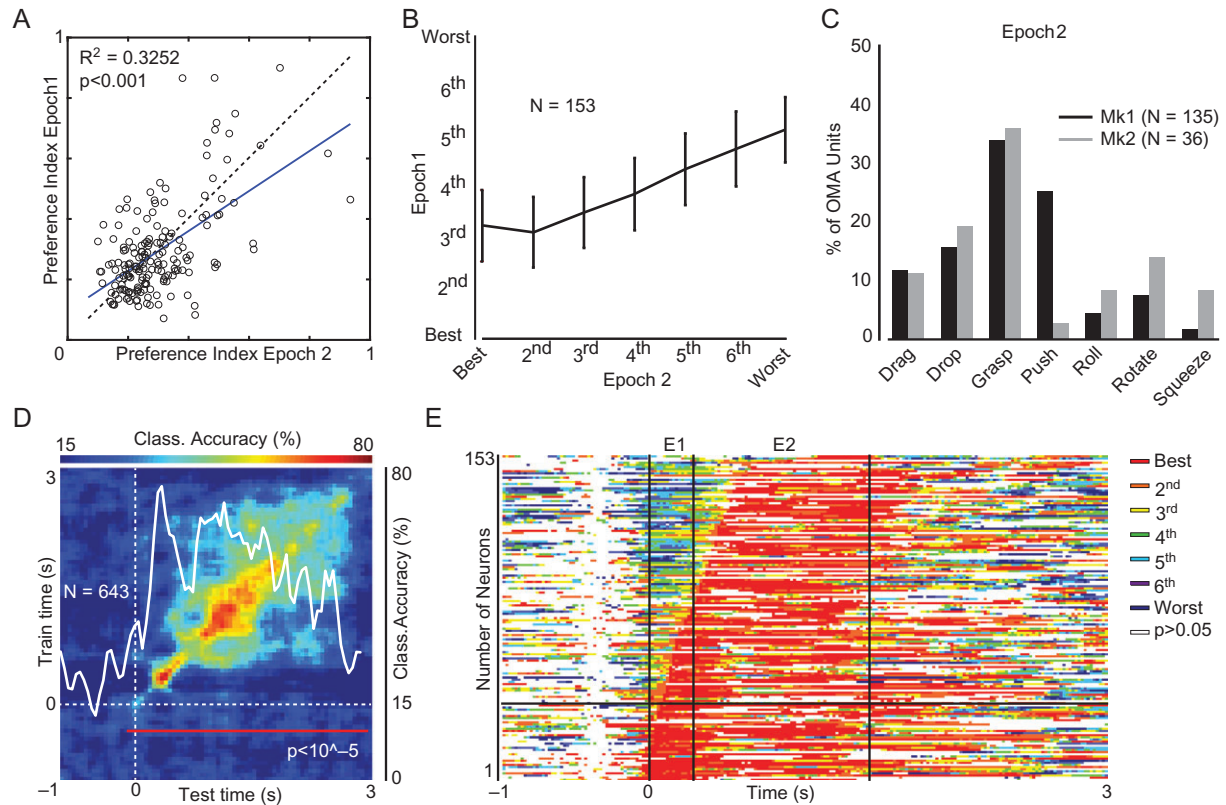 A
1
R² = 0.3252
p<0.001
Preference Index Epoch1
0
Preference Index Epoch 2
1
B
Worst
6th
5th
4th
3rd
2nd
Best
Epoch 1
N = 153
Best
2nd
3rd
4th
5th
6th
Worst
Epoch 2
C
Epoch2
50
40
30
20
10
0
% of OMA Units
Mk1 (N = 135)
Mk2 (N = 36)
Drag
Drop
Grasp
Push
Roll
Rotate
Squeeze
D
15
Class. Accuracy (%)
80
3
0
−1
Train time (s)
N = 643
p<10^−5
80
15
0
Class.Accuracy (%)
0
Test time (s)
3
E
E1
E2
153
1
Number of Neurons
−1
0
Time (s)
3
Best
2nd
3rd
4th
5th
6th
Worst
p>0.05